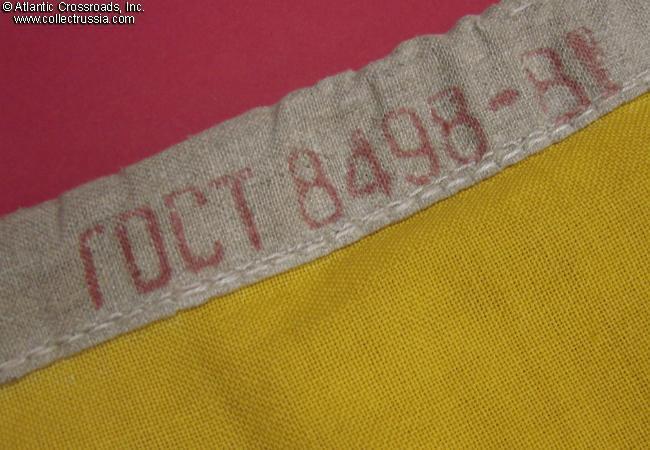 © Atlantic Crossroads, Inc.
www.collectrussia.com
ГОСТ 8498-81